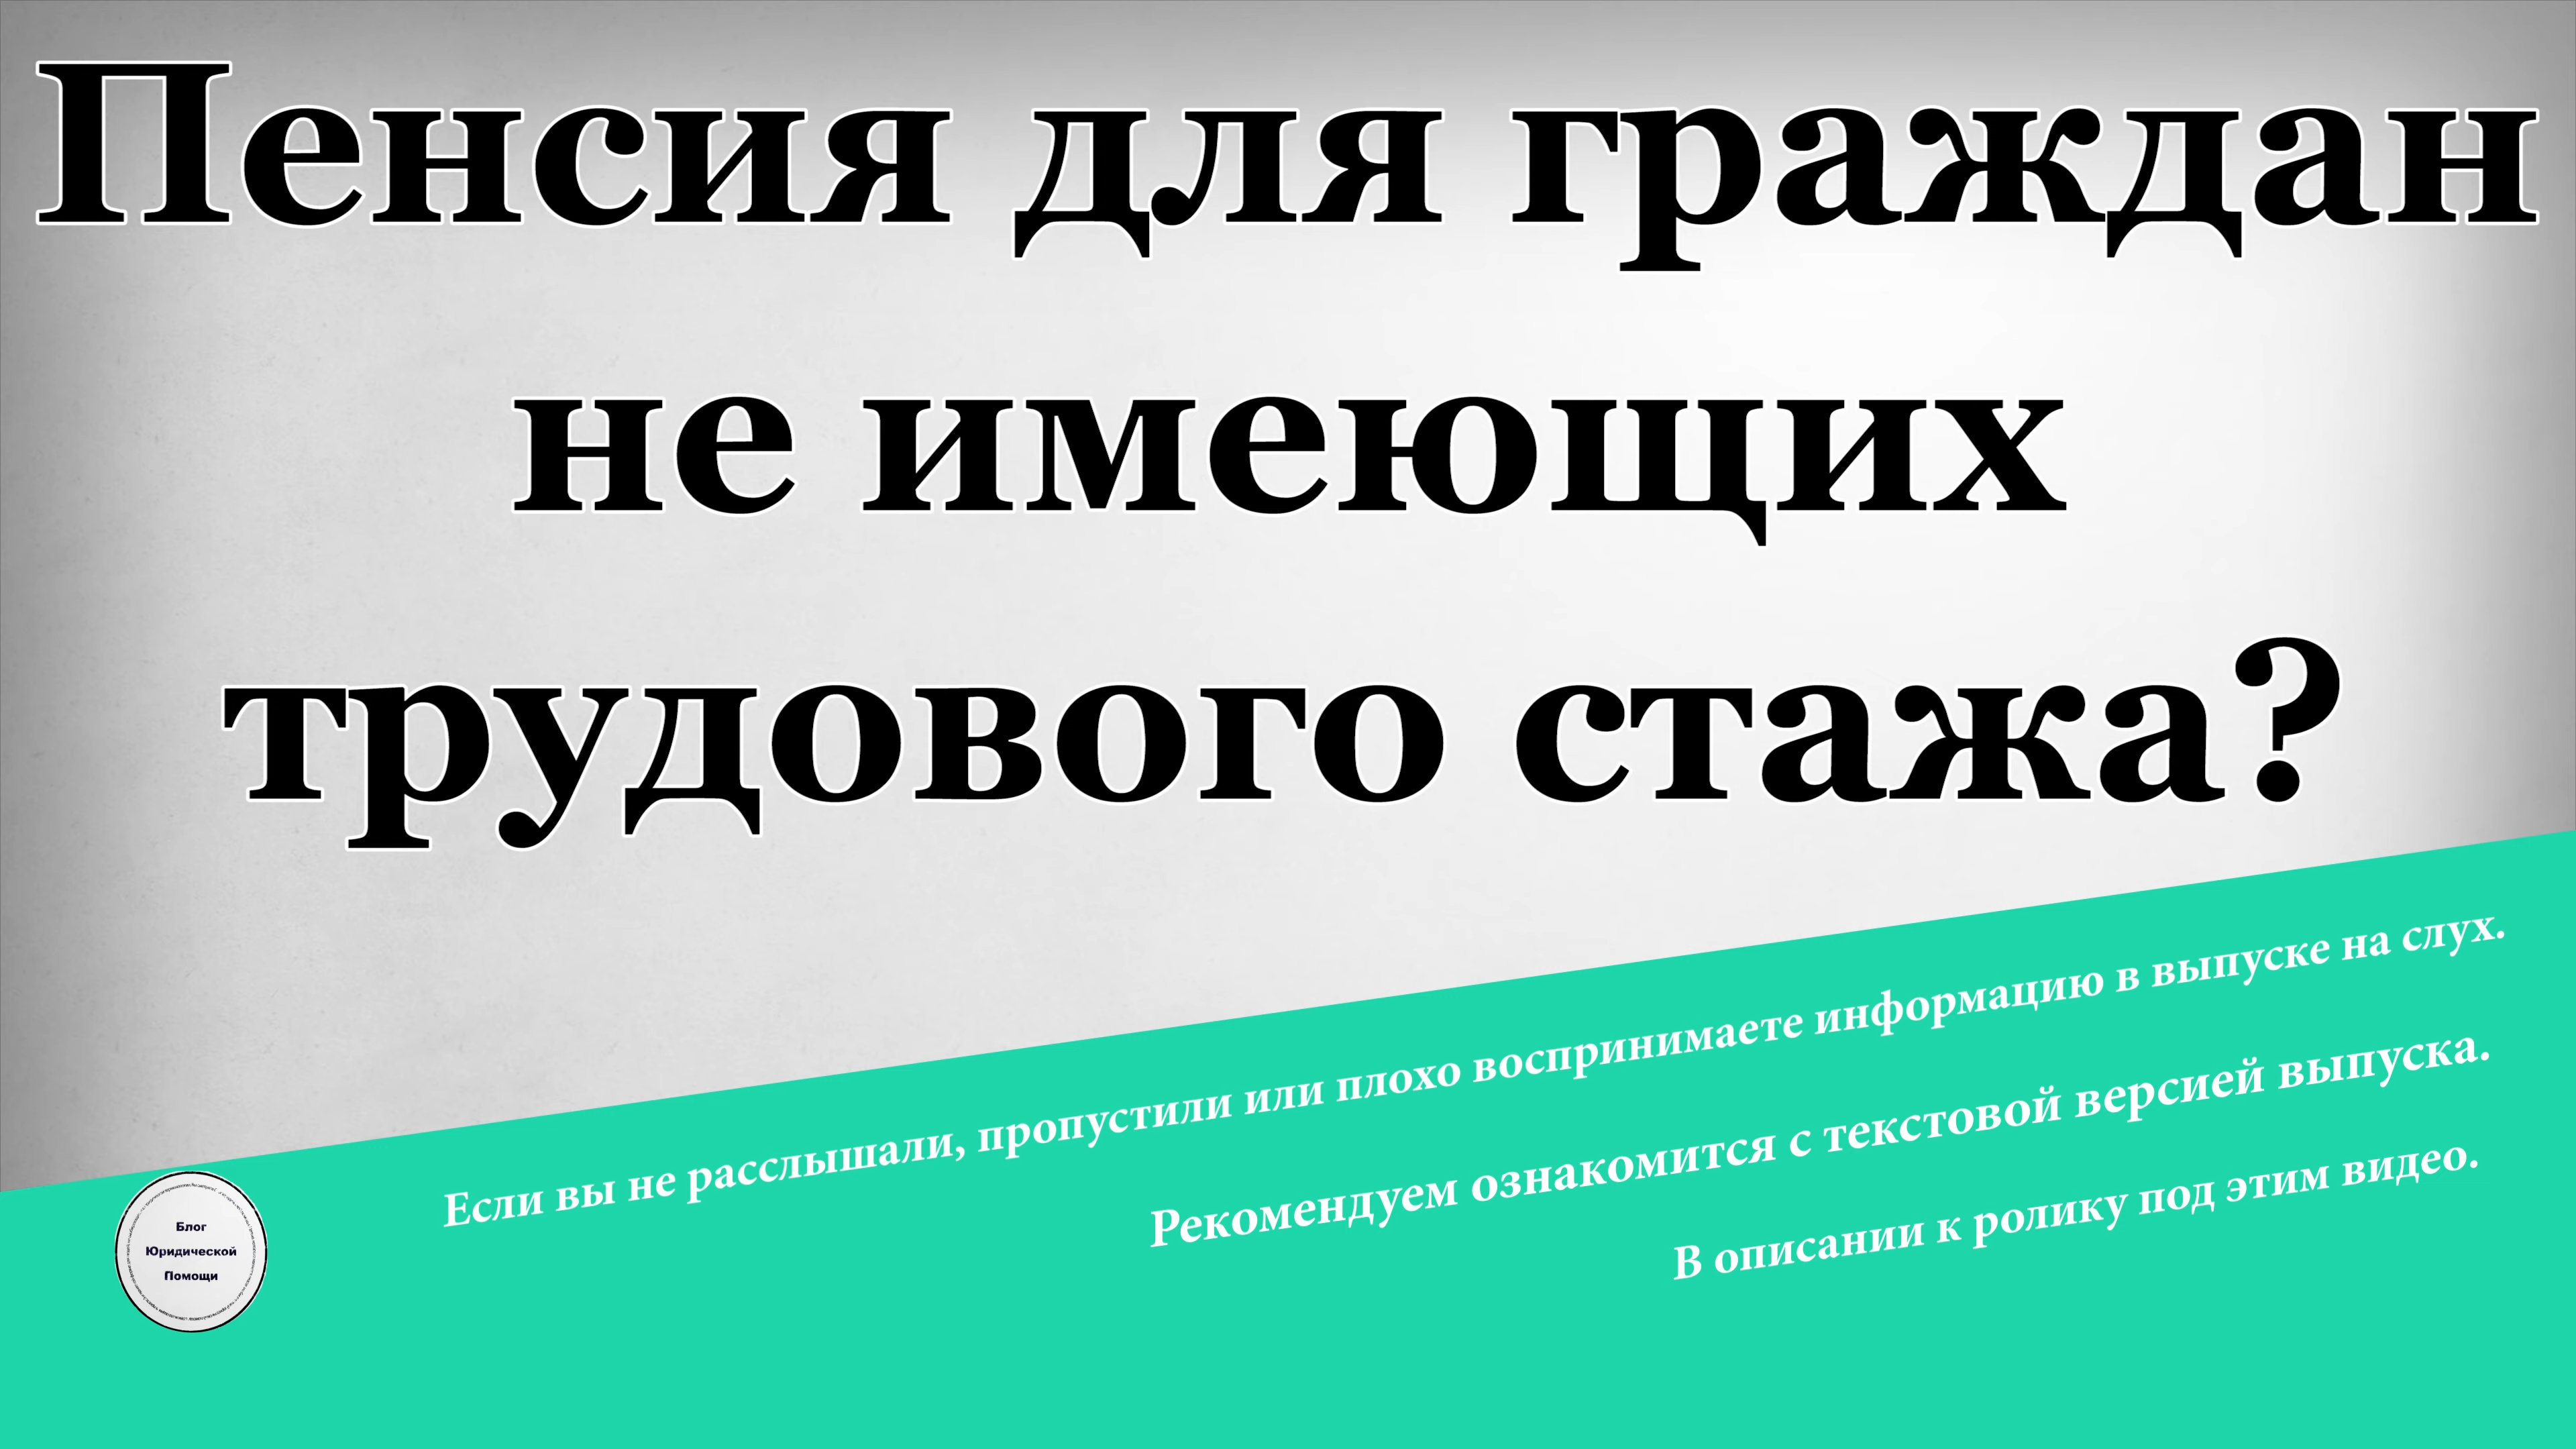 Пенсия для граждан
не имеющих
трудового стажа?
Если вы не расслышали, пропустили или плохо воспринимаете информацию в выпуске на слух.
Рекомендуем ознакомится с текстовой версией выпуска.
В описании к ролику под этим видео.
Блог
Юридической
Помощи